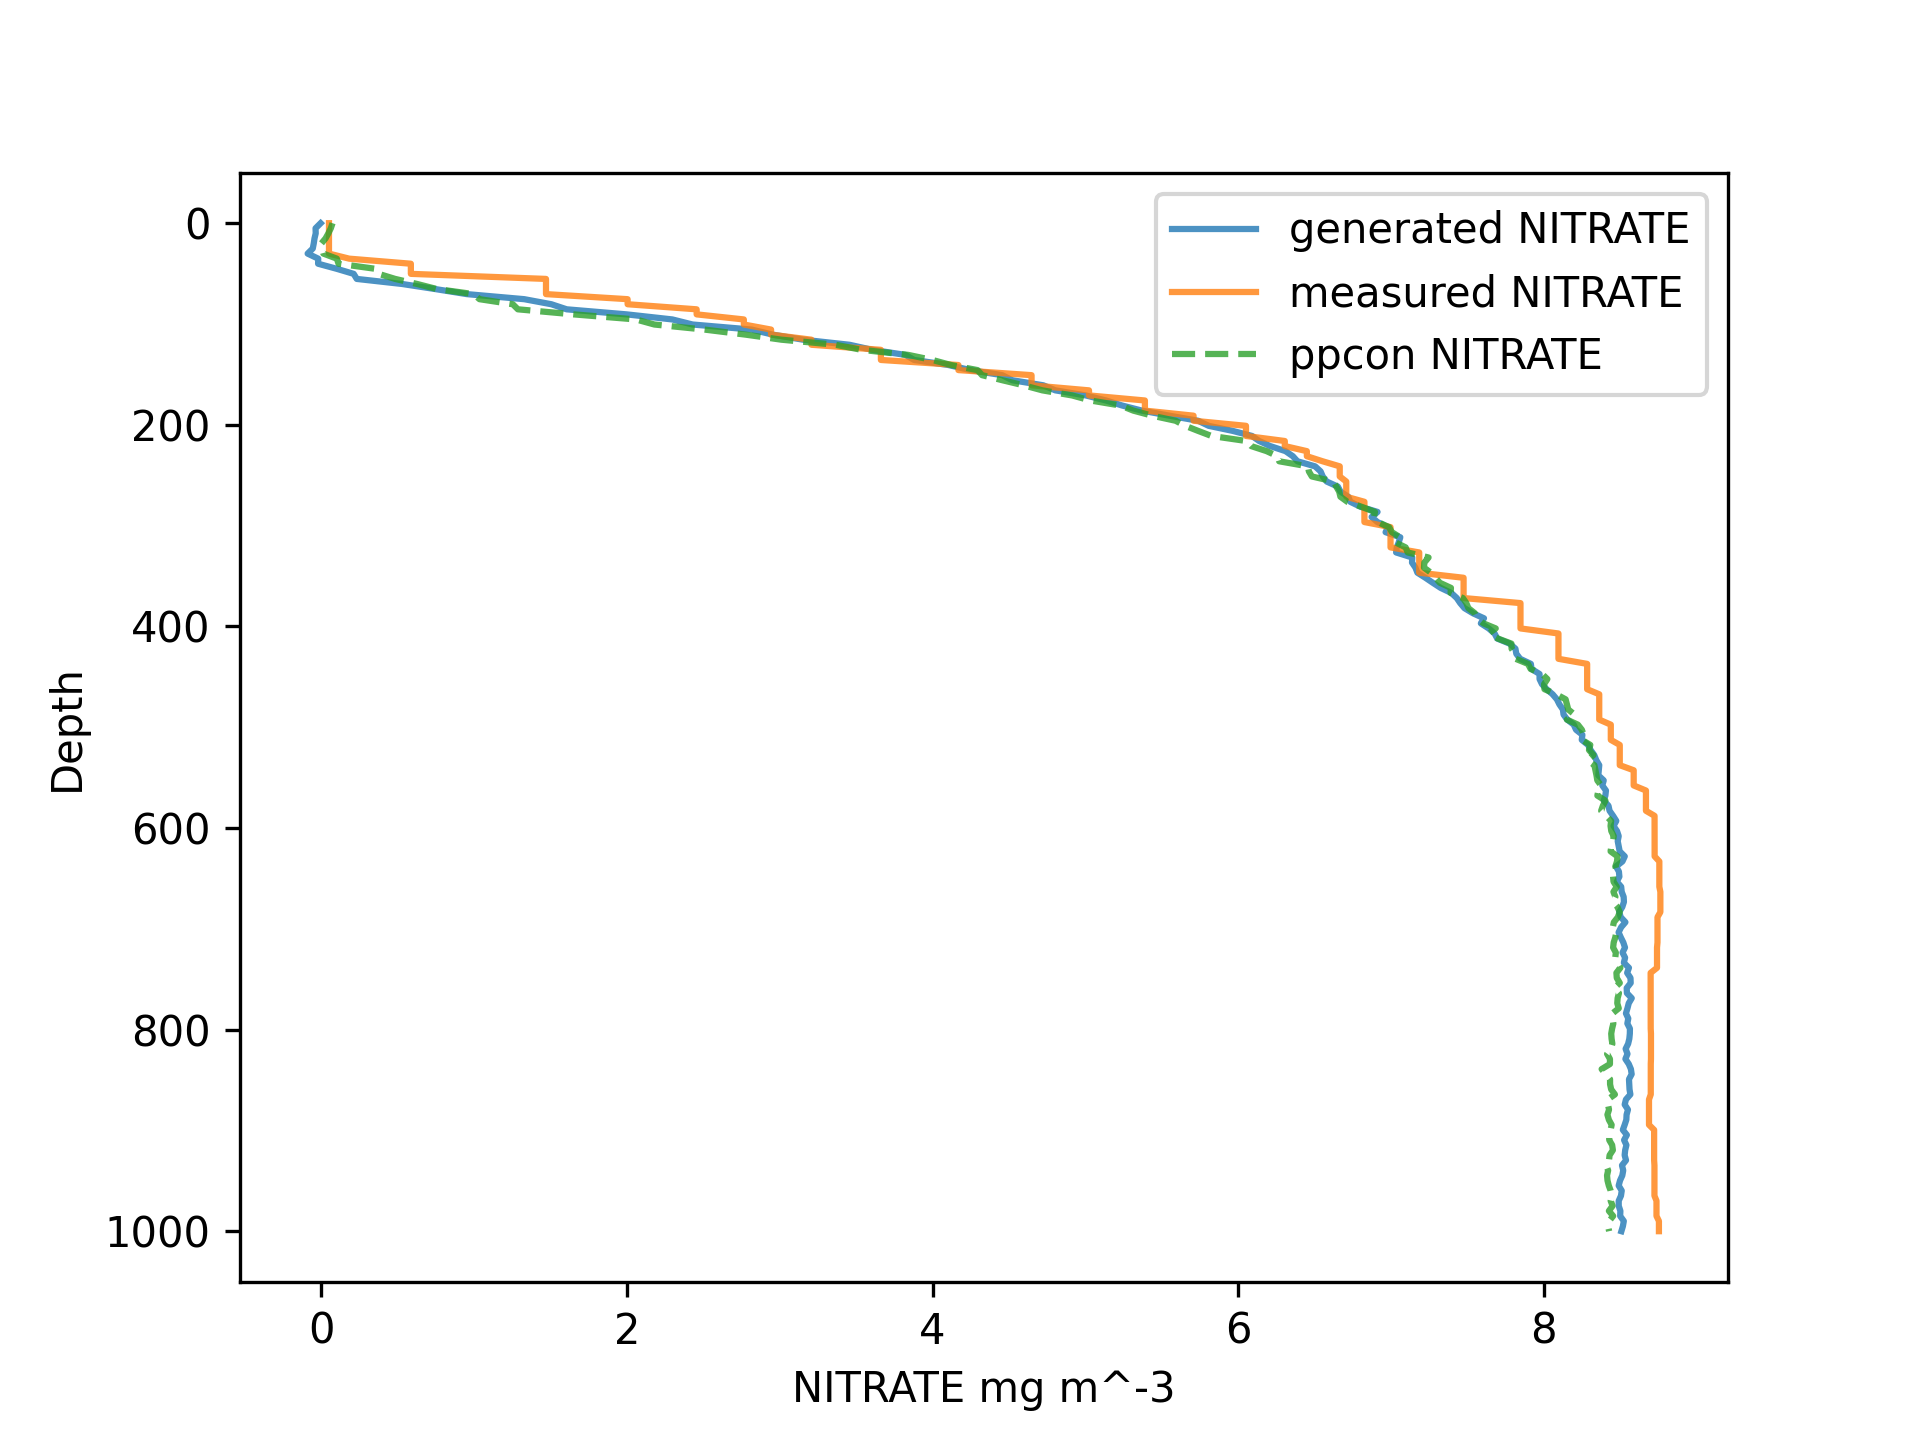 generated NITRATE
measured NITRATE
ppcon NITRATE
0
200
400
600
800
1000
Depth
0 2 4 6 8
NITRATE mg m^-3